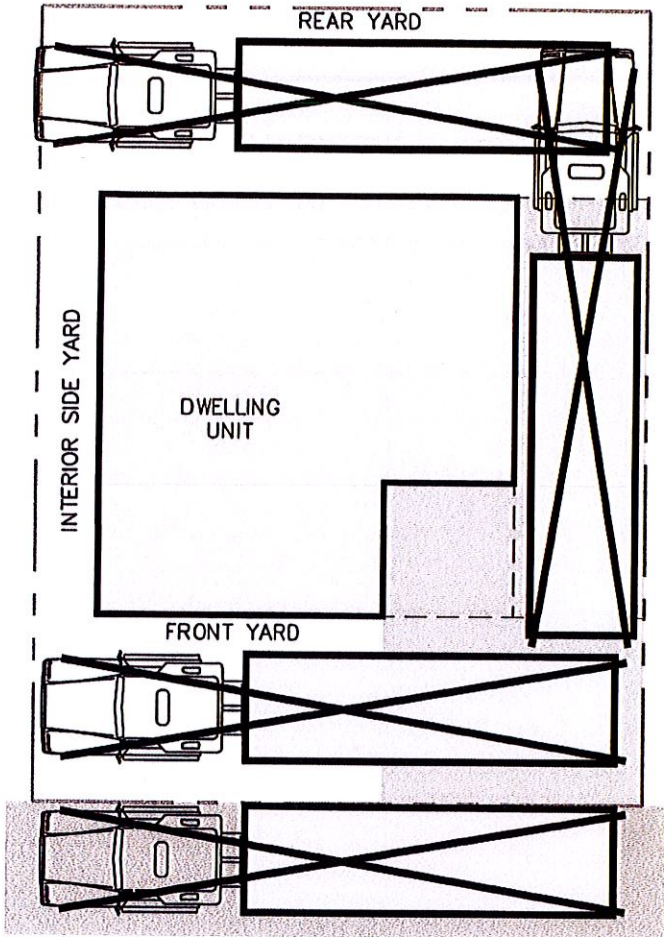 REAR YARD
INTERIOR SIDE YARD
DWELLING
UNIT
FRONT YARD